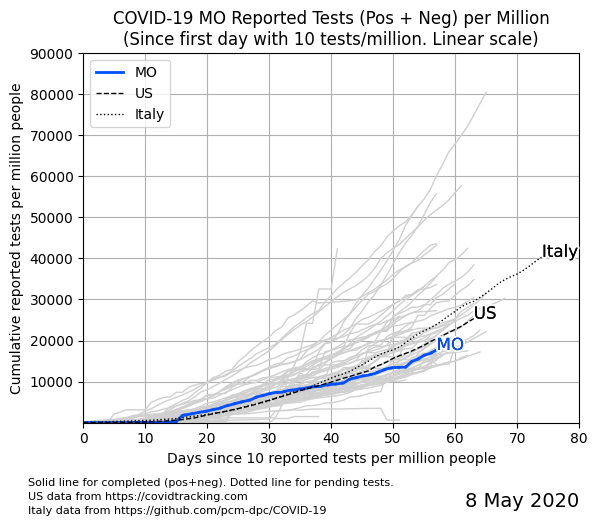 COVID-19 MO Reported Tests (Pos + Neg) per Million
(Since first day with 10 tests/million. Linear scale)
Cumulative reported tests per million people
90000
80000
70000
60000
50000
40000
30000
20000
10000
MO
US
Italy
Italy
US
MO
0 10 20 30 40 50 60 70 80
Days since 10 reported tests per million people
Solid line for completed (pos+neg). Dotted line for pending tests.
US data from https://covidtracking.com
Italy data from https://github.com/pcm-dpc/COVID-19
8 May 2020